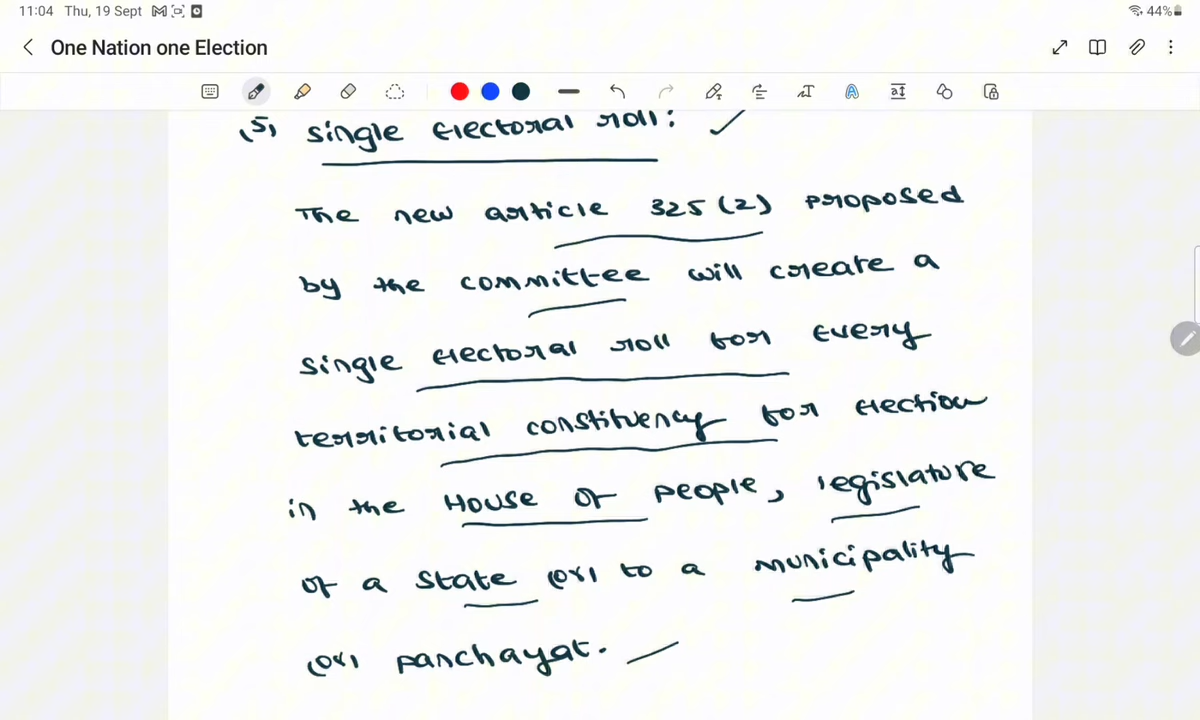 11:04 Thu, 19 Sept 44%
One Nation one Election
(5) single Electoral roll:
The new article 325 (2) proposed
by the committee will create a
single electoral roll for Every
territorial constituency for election
in the House of people, legislature
of a state (or) to a municipality
(or) panchayat.